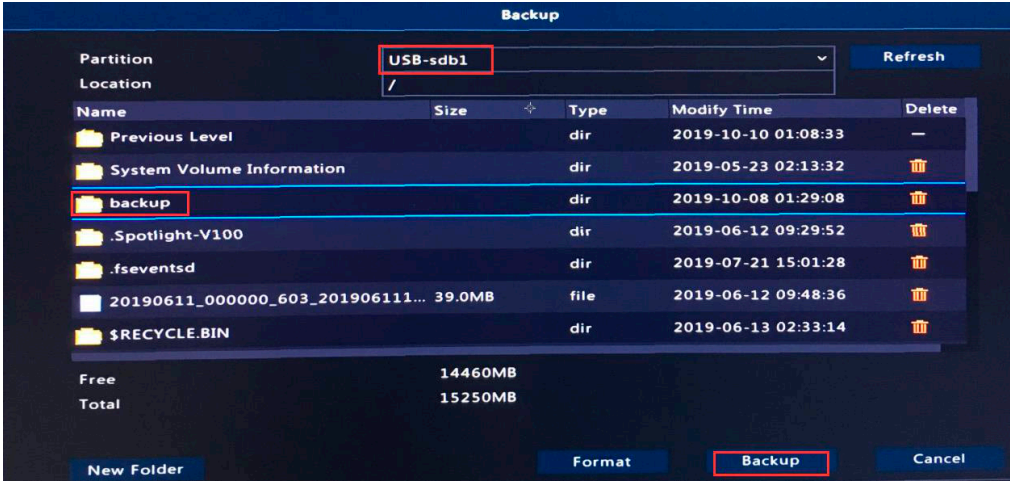 Backup
Partition USB-sdb1 Refresh
Location /
Name Size Type Modify Time Delete
Previous Level dir 2019-10-10 01:08:33 —
System Volume Information dir 2019-05-23 02:13:32
backup dir 2019-10-08 01:29:08
.Spotlight-V100 dir 2019-06-12 09:29:52
.fseventsd dir 2019-07-21 15:01:28
20190611_000000_603_201906111... 39.0MB file 2019-06-12 09:48:36
$RECYCLE.BIN dir 2019-06-13 02:33:14
Free 14460MB
Total 15250MB
New Folder Format Backup Cancel